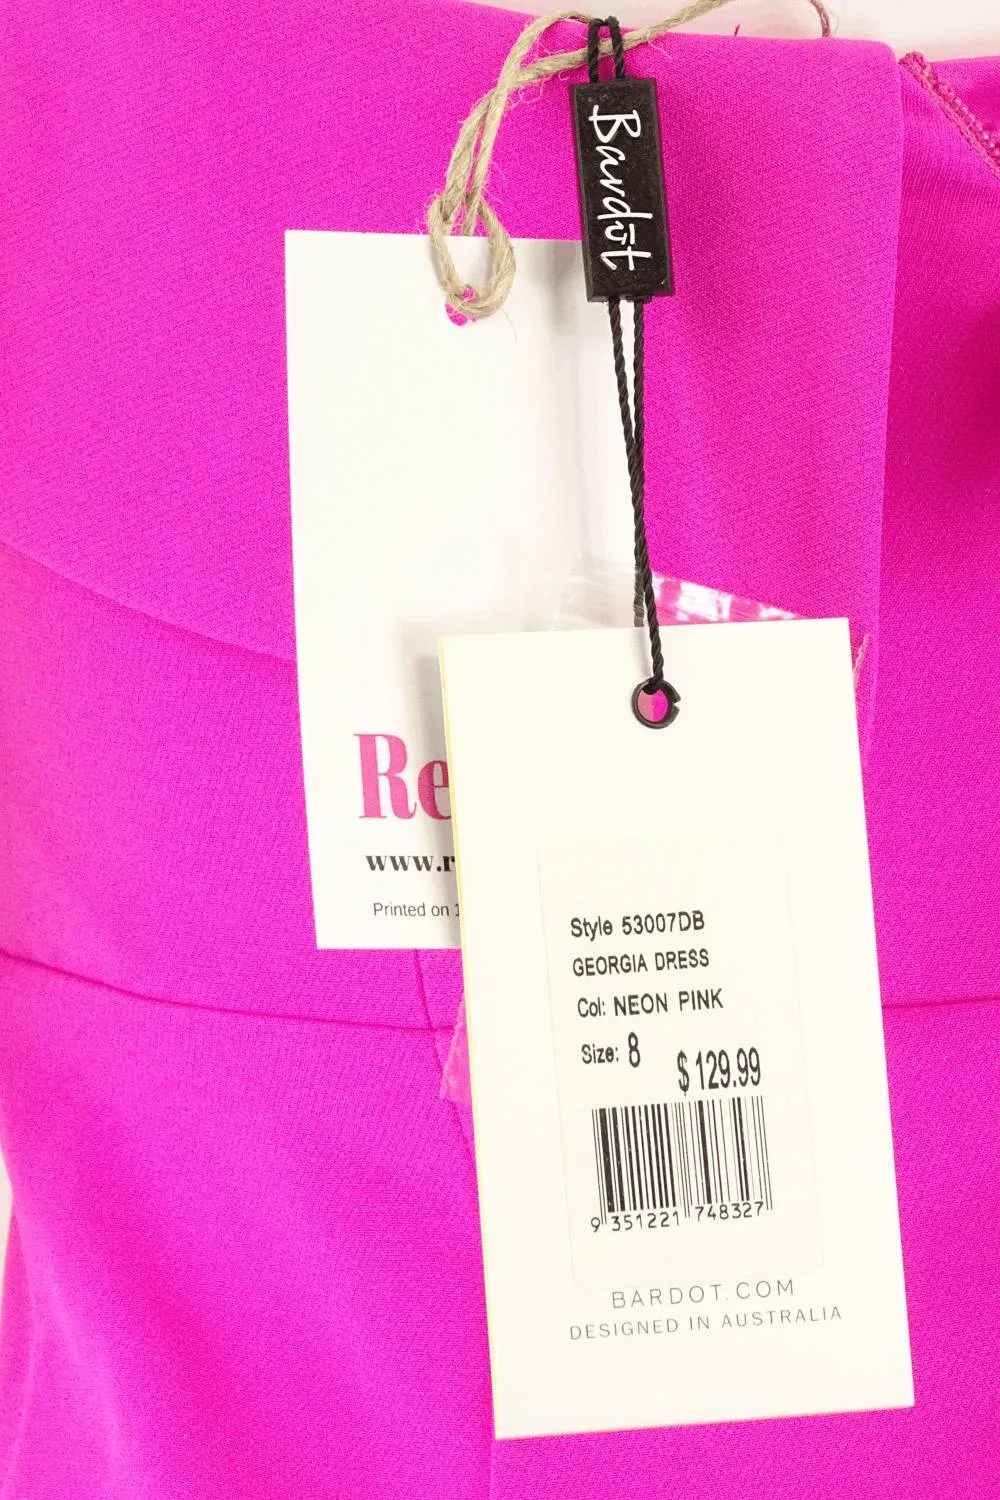 Bardot
Re
www.r
Printed on 1
Style 53007DB
GEORGIA DRESS
Col: NEON PINK
Size: 8
$129.99
9 351221 748327
BARDOT.COM
DESIGNED IN AUSTRALIA